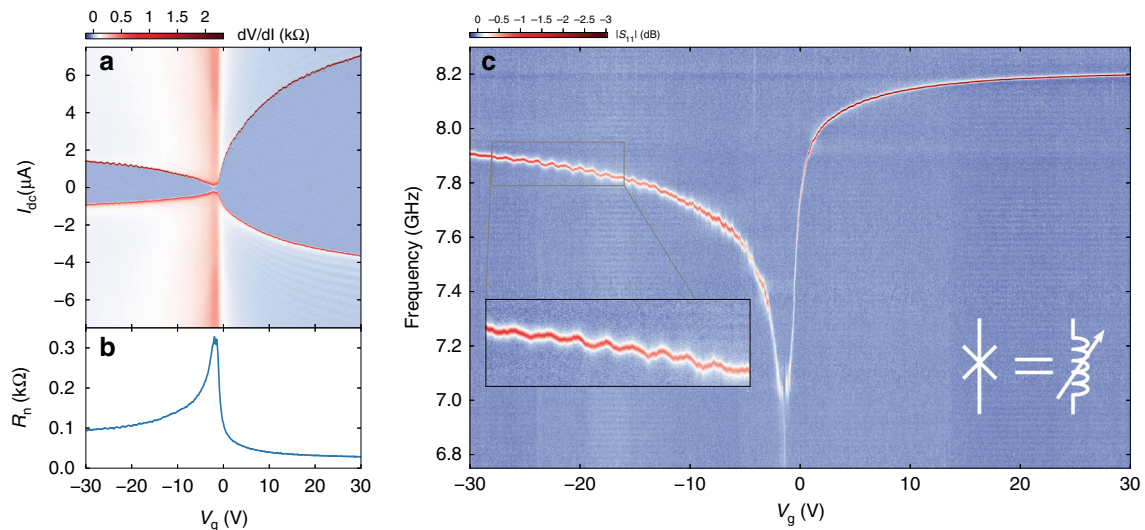 0 0.5 1 1.5 2 dV/dI (kΩ)
a
6
4
2
0
−2
−4
−6
I_dc(μA)
b
0.3
0.2
0.1
0.0
R_n (kΩ)
−30 −20 −10 0 10 20 30
V_g (V)
0 −0.5 −1 −1.5 −2 −2.5 −3 |S_11| (dB)
c
8.2
8.0
7.8
7.6
7.4
7.2
7.0
6.8
Frequency (GHz)
−30 −20 −10 0 10 20 30
V_g (V)